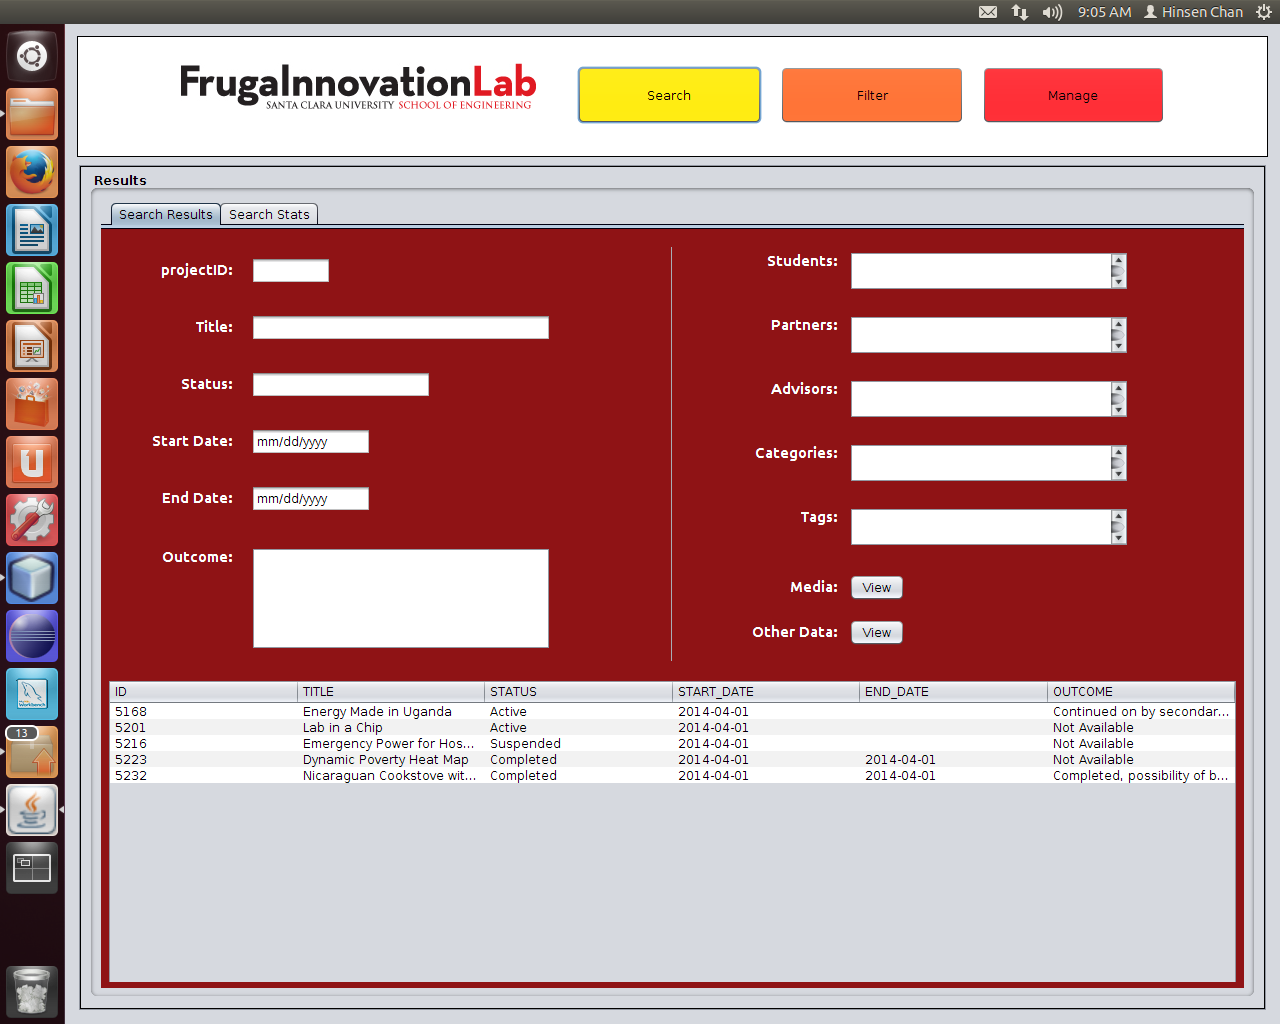 9:05 AM Hinsen Chan
FrugalInnovationLab
SANTA CLARA UNIVERSITY SCHOOL OF ENGINEERING
Search
Filter
Manage
Results
Search Results
Search Stats
projectID:
Title:
Status:
Start Date: mm/dd/yyyy
End Date: mm/dd/yyyy
Outcome:
Students:
Partners:
Advisors:
Categories:
Tags:
Media: View
Other Data: View
ID TITLE STATUS START_DATE END_DATE OUTCOME
5168 Energy Made in Uganda Active 2014-04-01 Continued on by secondar...
5201 Lab in a Chip Active 2014-04-01 Not Available
5216 Emergency Power for Hos... Suspended 2014-04-01 Not Available
5223 Dynamic Poverty Heat Map Completed 2014-04-01 2014-04-01 Not Available
5232 Nicaraguan Cookstove wit... Completed 2014-04-01 2014-04-01 Completed, possibility of b...
13